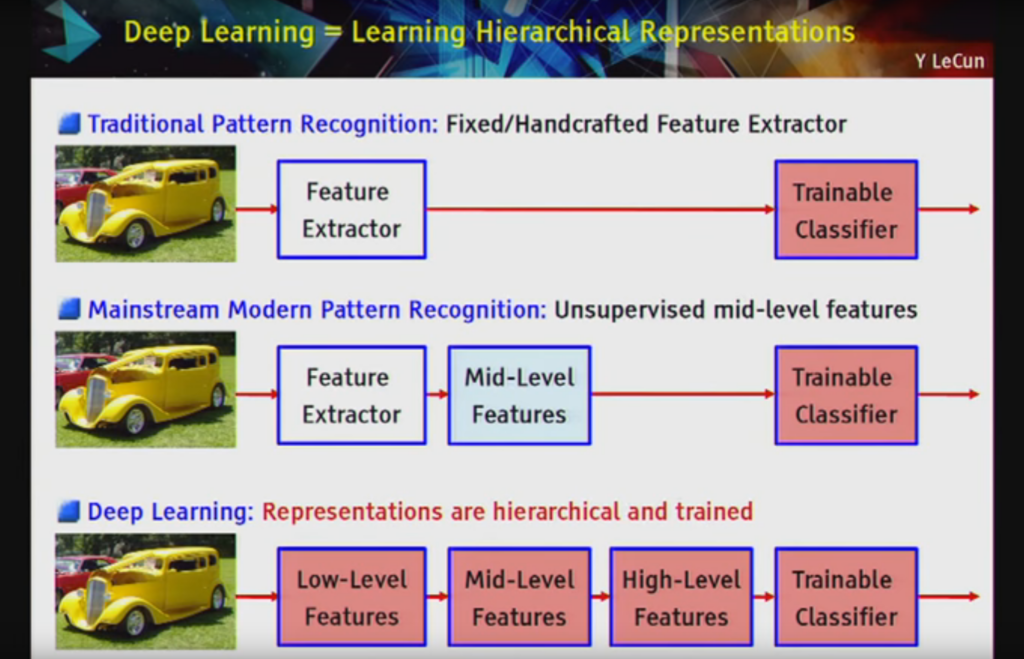 Deep Learning = Learning Hierarchical Representations
Y LeCun
Traditional Pattern Recognition: Fixed/Handcrafted Feature Extractor
Feature
Extractor
Trainable
Classifier
Mainstream Modern Pattern Recognition: Unsupervised mid-level features
Feature
Extractor
Mid-Level
Features
Trainable
Classifier
Deep Learning: Representations are hierarchical and trained
Low-Level
Features
Mid-Level
Features
High-Level
Features
Trainable
Classifier